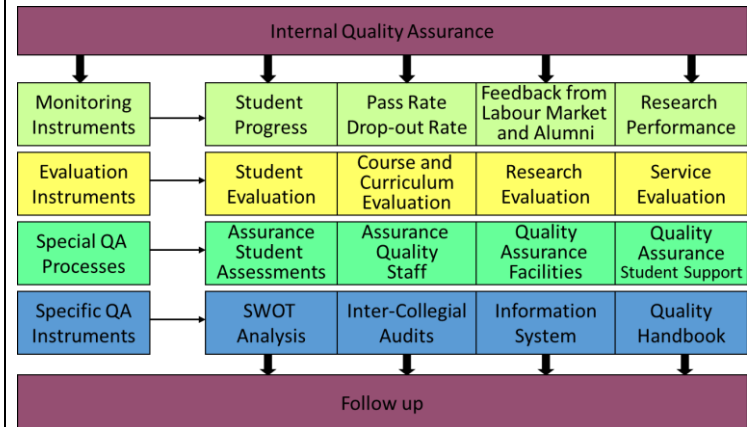 Internal Quality Assurance
Monitoring
Instruments
Student
Progress
Pass Rate
Drop-out Rate
Feedback from
Labour Market
and Alumni
Research
Performance
Evaluation
Instruments
Student
Evaluation
Course and
Curriculum
Evaluation
Research
Evaluation
Service
Evaluation
Special QA
Processes
Assurance
Student
Assessments
Assurance
Quality
Staff
Quality
Assurance
Facilities
Quality
Assurance
Student Support
Specific QA
Instruments
SWOT
Analysis
Inter-Collegial
Audits
Information
System
Quality
Handbook
Follow up